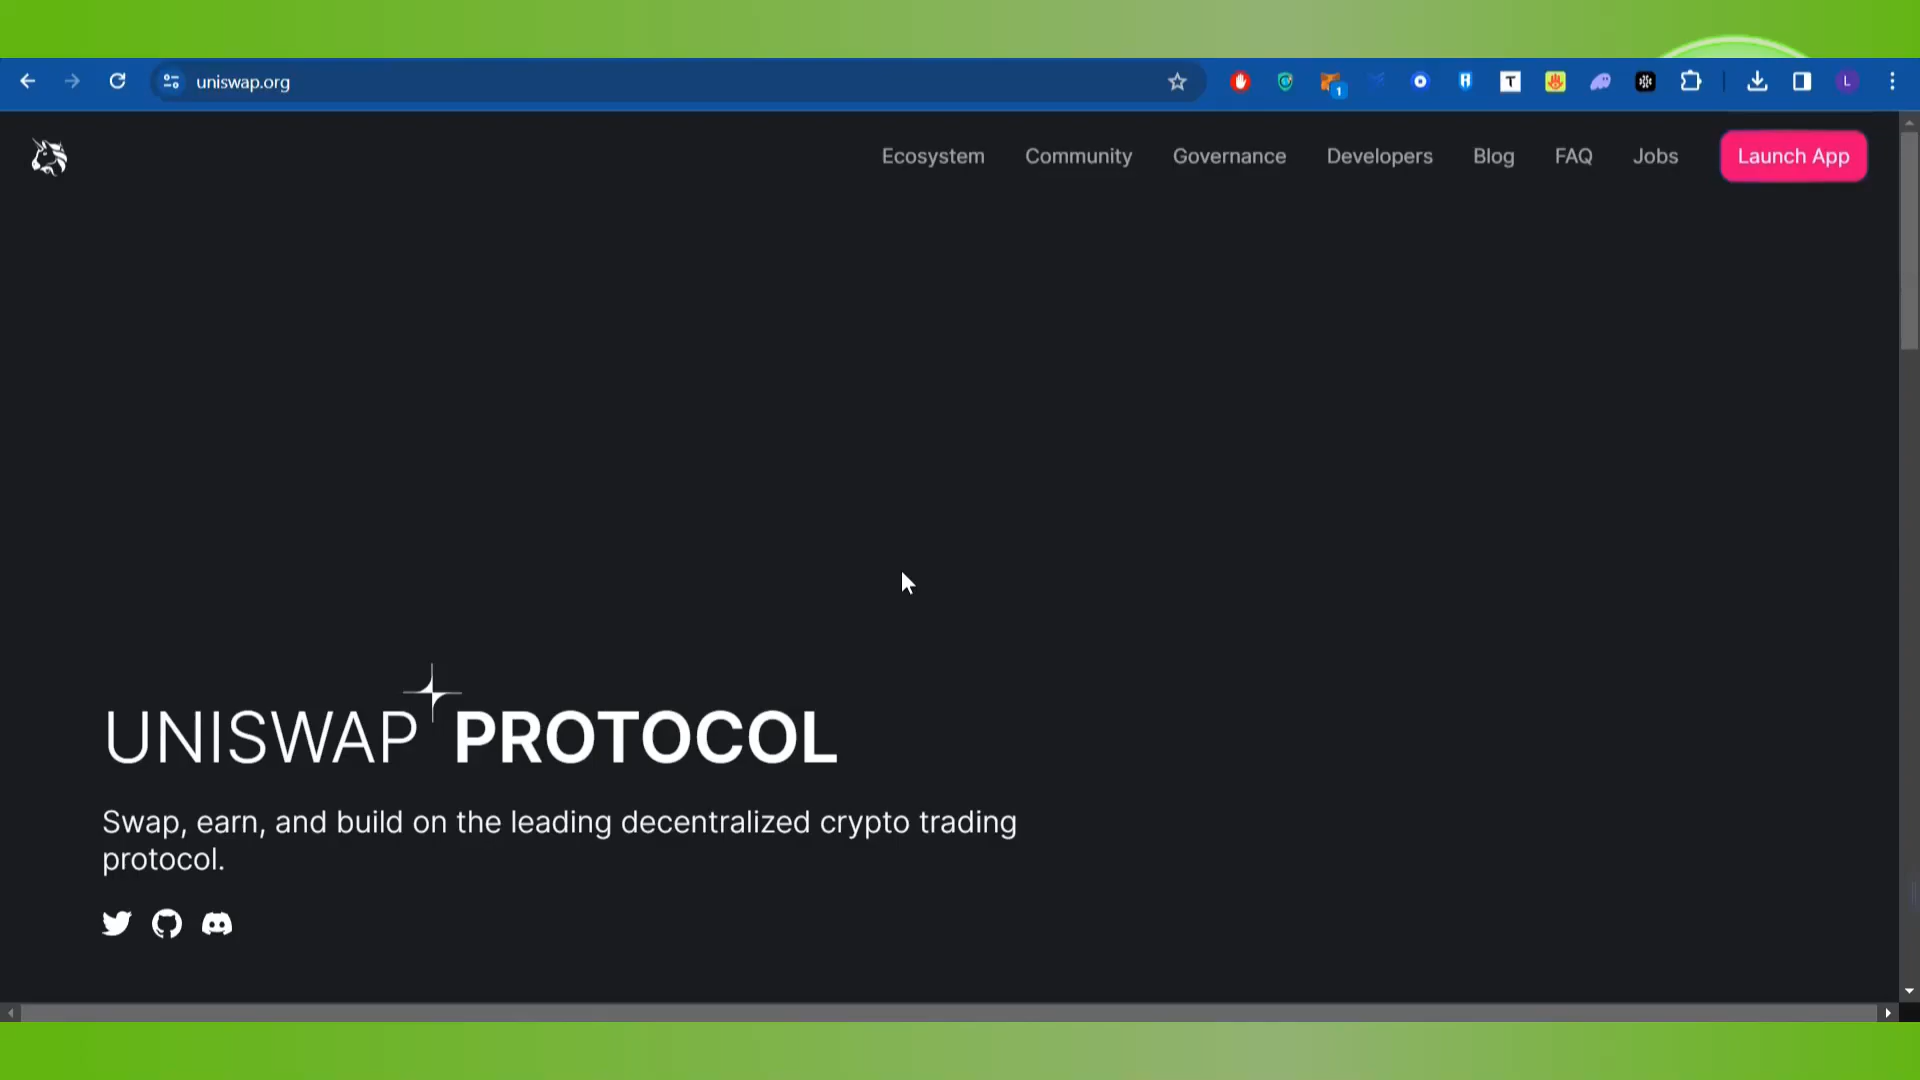 uniswap.org
1
T
L
Ecosystem Community Governance Developers Blog FAQ Jobs Launch App
UNISWAP PROTOCOL
Swap, earn, and build on the leading decentralized crypto trading
protocol.